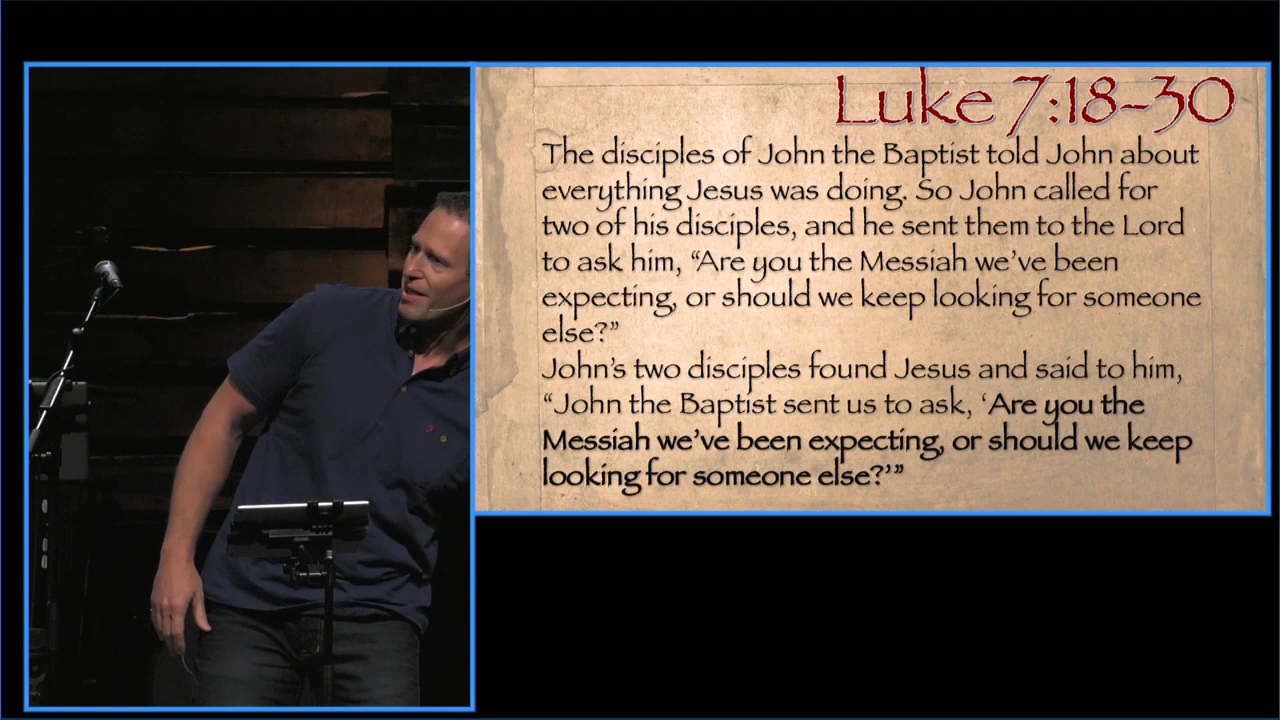 Luke 7:18-30
The disciples of John the Baptist told John about
everything Jesus was doing. So John called for
two of his disciples, and he sent them to the Lord
to ask him, “Are you the Messiah we’ve been
expecting, or should we keep looking for someone
else?”
John’s two disciples found Jesus and said to him,
“John the Baptist sent us to ask, ‘Are you the
Messiah we’ve been expecting, or should we keep
looking for someone else?’”